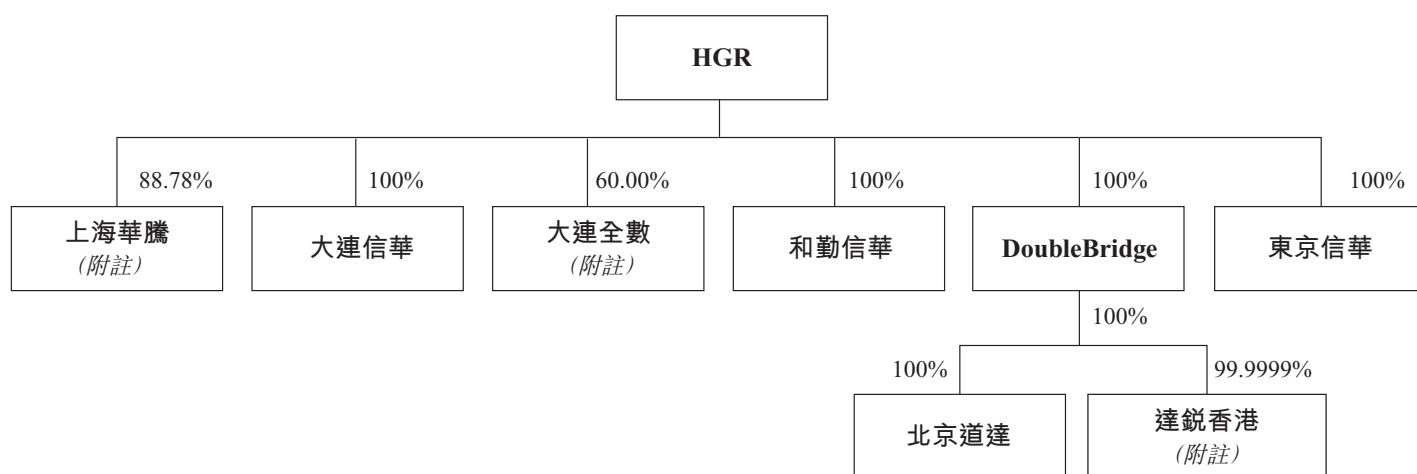 HGR
88.78%
100%
60.00%
100%
100%
100%
上海華騰
(附註)
大連信華
大連全數
(附註)
和勤信華
DoubleBridge
東京信華
100%
100%
99.9999%
北京道達
達鋭香港
(附註)